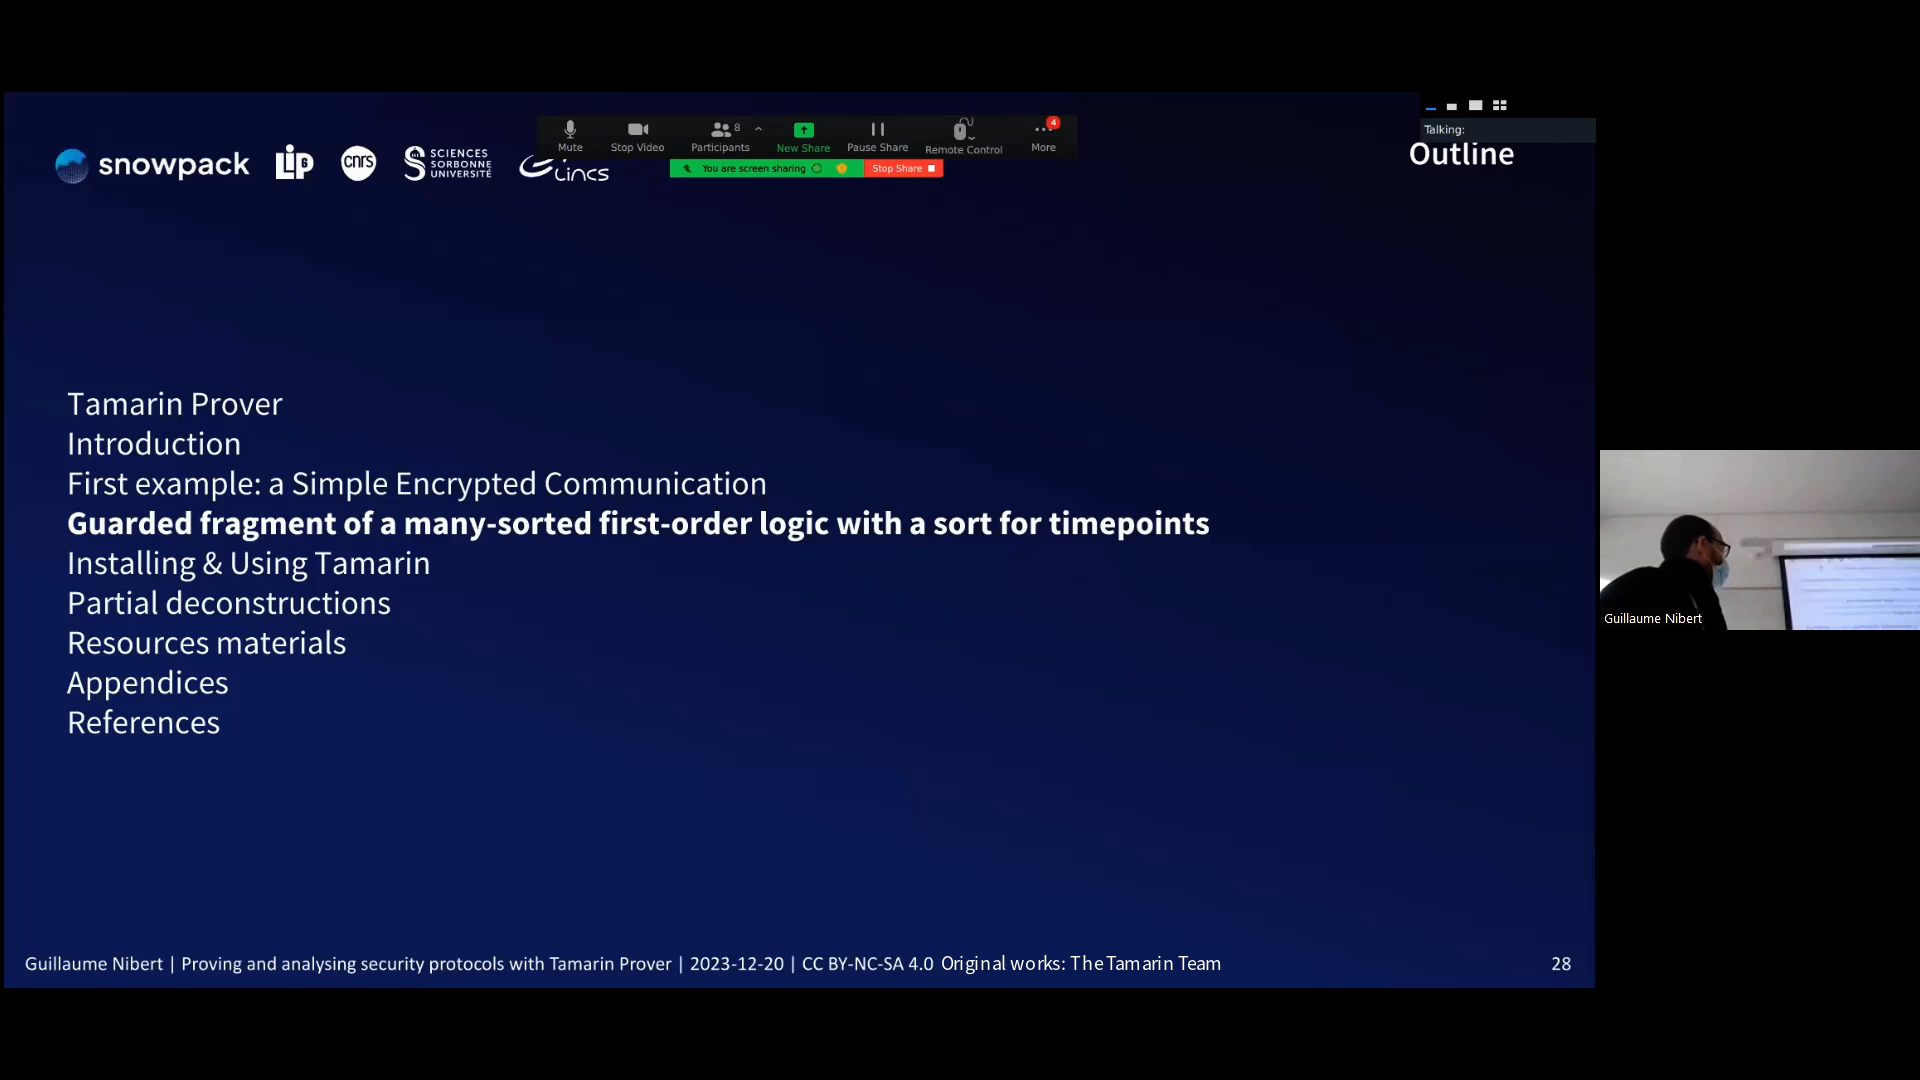 Mute
Stop Video
Participants
8
New Share
Pause Share
Remote Control
More
4
You are screen sharing
Stop Share
Talking:
snowpack
LIP6
cnrs
SCIENCES
SORBONNE
UNIVERSITÉ
Lincs
Outline
Tamarin Prover
Introduction
First example: a Simple Encrypted Communication
Guarded fragment of a many-sorted first-order logic with a sort for timepoints
Installing & Using Tamarin
Partial deconstructions
Resources materials
Appendices
References
Guillaume Nibert
Guillaume Nibert | Proving and analysing security protocols with Tamarin Prover | 2023-12-20 | CC BY-NC-SA 4.0 Original works: The Tamarin Team
28